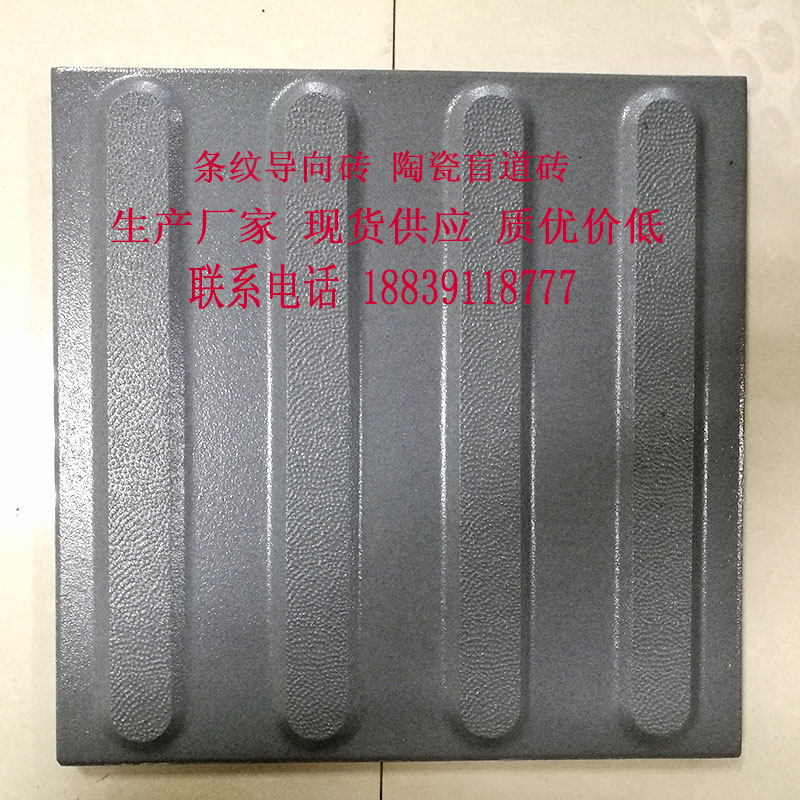 条纹导向砖 陶瓷盲道砖
生产厂家 现货供应 质优价低
联系电话 18839118777